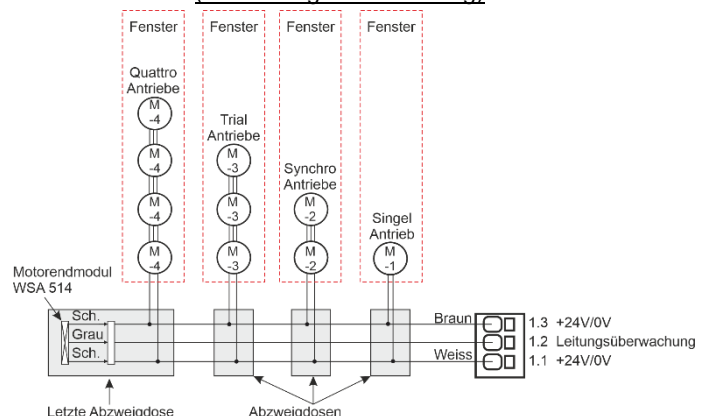 Fenster
Fenster
Fenster
Fenster
Quattro
Antriebe
M
-4
M
-4
M
-4
M
-4
Trial
Antriebe
M
-3
M
-3
M
-3
Synchro
Antriebe
M
-2
M
-2
Singel
Antrieb
M
-1
Motorendmodul
WSA 514
Sch.
Grau
Sch.
Braun
Weiss
1.3 +24V/0V
1.2 Leitungsüberwachung
1.1 +24V/0V
Letzte Abzweigdose
Abzweigdosen